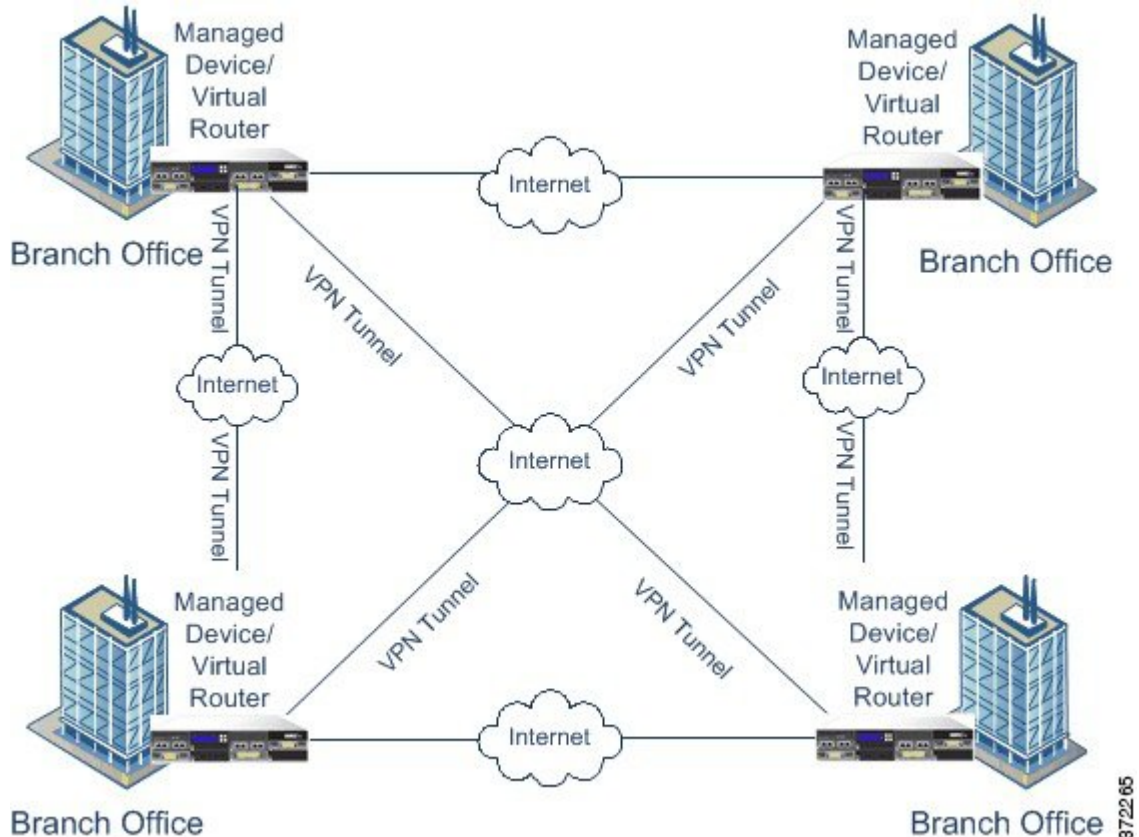 Managed
Device/
Virtual
Router
Managed
Device/
Virtual
Router
Internet
Branch Office
Branch Office
VPN Tunnel
VPN Tunnel
VPN Tunnel
VPN Tunnel
Internet
Internet
Internet
VPN Tunnel
VPN Tunnel
VPN Tunnel
VPN Tunnel
Managed
Device/
Virtual
Router
Managed
Device/
Virtual
Router
Internet
Branch Office
Branch Office
372265